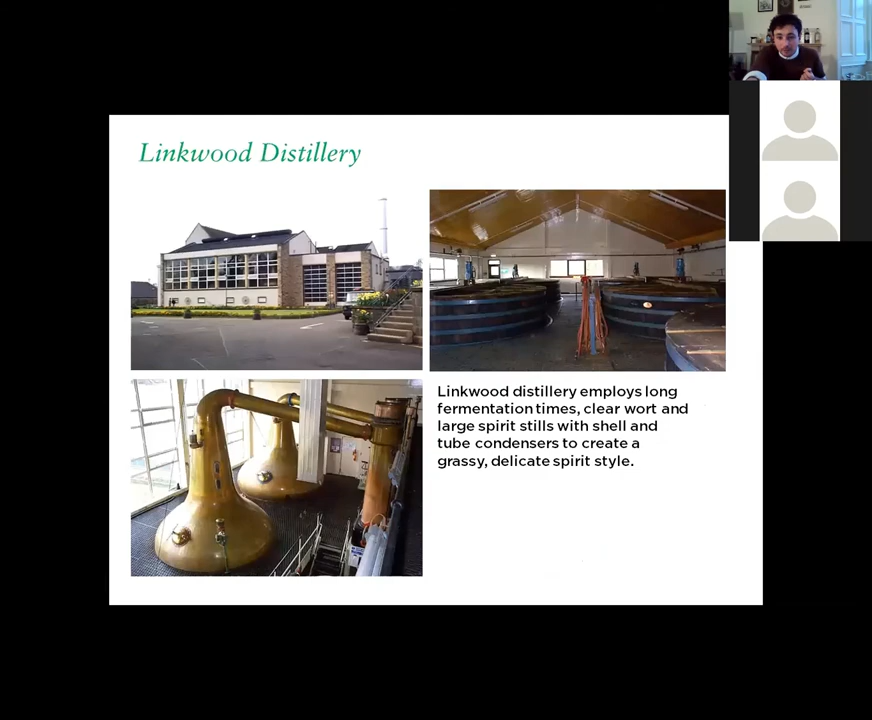 Linkwood Distillery
Linkwood distillery employs long
fermentation times, clear wort and
large spirit stills with shell and
tube condensers to create a
grassy, delicate spirit style.